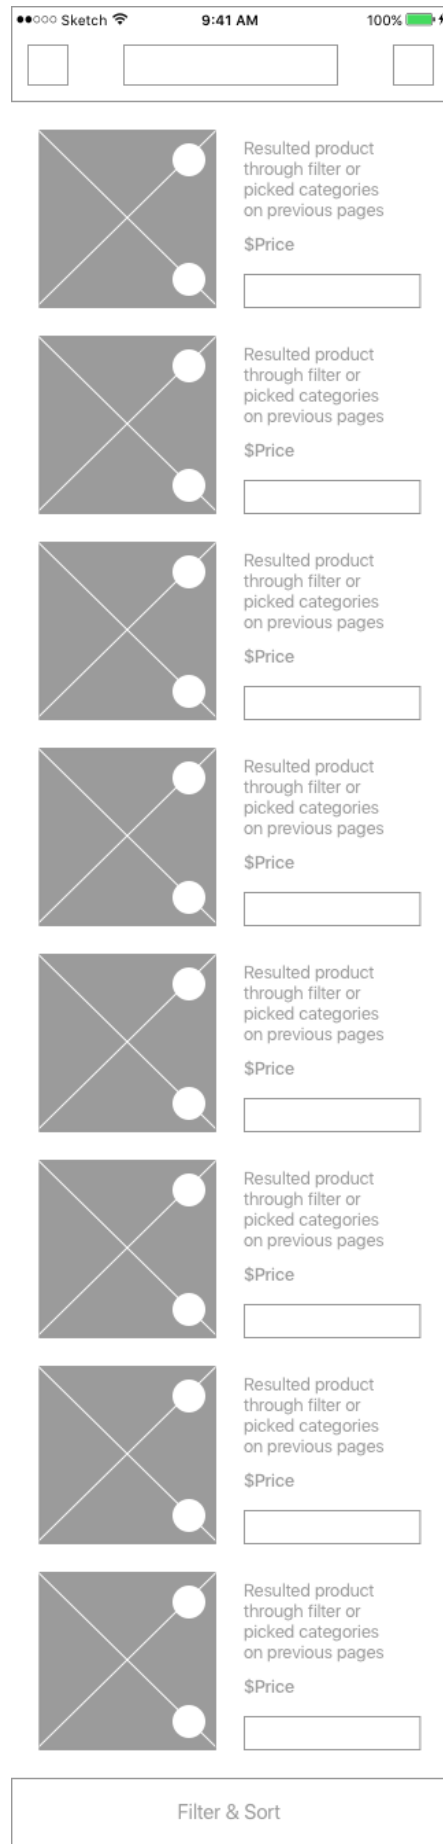 Sketch 9:41 AM 100%
Resulted product
through filter or
picked categories
on previous pages
$Price
Resulted product
through filter or
picked categories
on previous pages
$Price
Resulted product
through filter or
picked categories
on previous pages
$Price
Resulted product
through filter or
picked categories
on previous pages
$Price
Resulted product
through filter or
picked categories
on previous pages
$Price
Resulted product
through filter or
picked categories
on previous pages
$Price
Resulted product
through filter or
picked categories
on previous pages
$Price
Resulted product
through filter or
picked categories
on previous pages
$Price
Filter & Sort